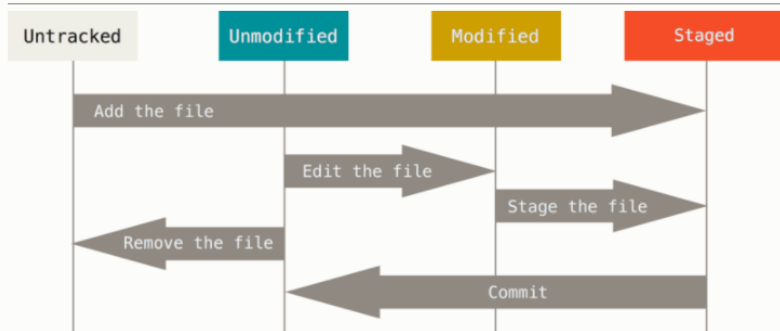 Untracked
Unmodified
Modified
Staged
Add the file
Edit the file
Stage the file
Remove the file
Commit